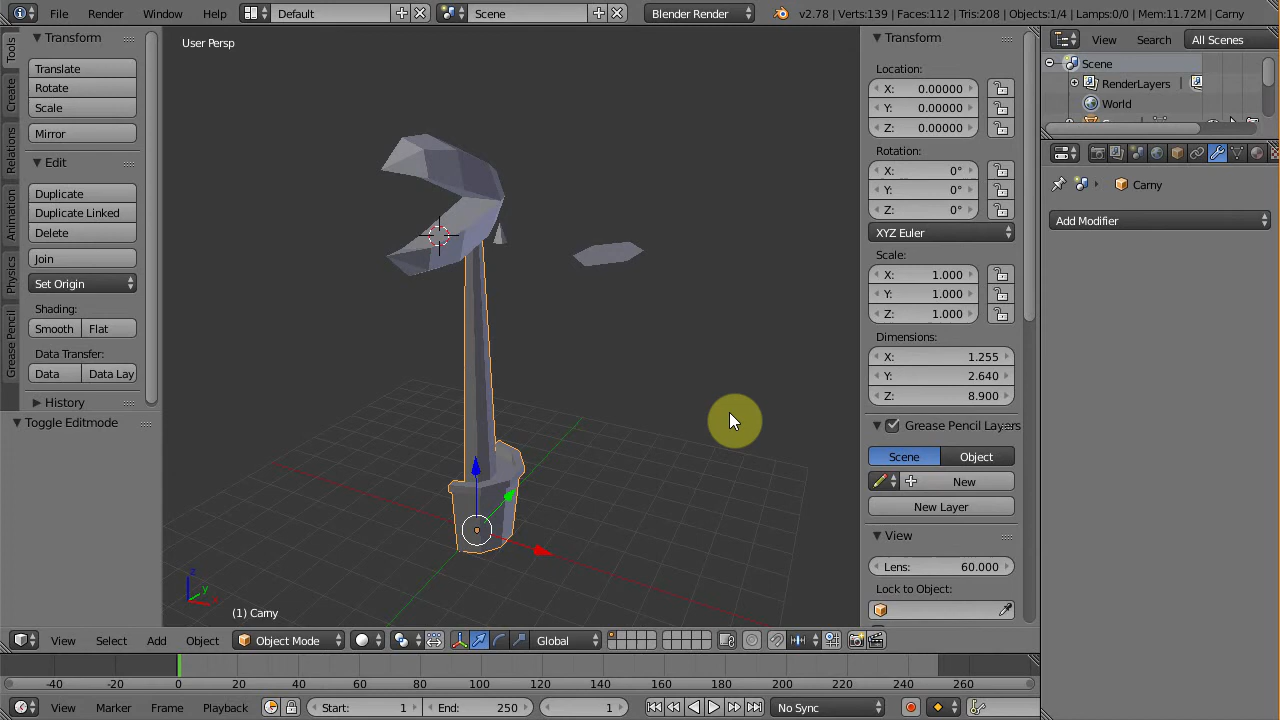 File Render Window Help Default Scene Blender Render v2.78 | Verts:139 | Faces:112 | Tris:208 | Objects:1/4 | Lamps:0/0 | Mem:11.72M | Carny
Tools
Create
Relations
Animation
Physics
Grease Pencil
Transform
Translate
Rotate
Scale
Mirror
Edit
Duplicate
Duplicate Linked
Delete
Join
Set Origin
Shading:
Smooth Flat
Data Transfer:
Data Data Lay
History
Toggle Editmode
User Persp
(1) Carny
Transform
Location:
X: 0.00000
Y: 0.00000
Z: 0.00000
Rotation:
X: 0°
Y: 0°
Z: 0°
XYZ Euler
Scale:
X: 1.000
Y: 1.000
Z: 1.000
Dimensions:
X: 1.255
Y: 2.640
Z: 8.900
Grease Pencil Layers
Scene Object
New
New Layer
View
Lens: 60.000
Lock to Object:
View Search All Scenes
Scene
RenderLayers
World
Carny
Add Modifier
View Select Add Object Object Mode Global
-40 -20 0 20 40 60 80 100 120 140 160 180 200 220 240 260
View Marker Frame Playback Start: 1 End: 250 1 No Sync